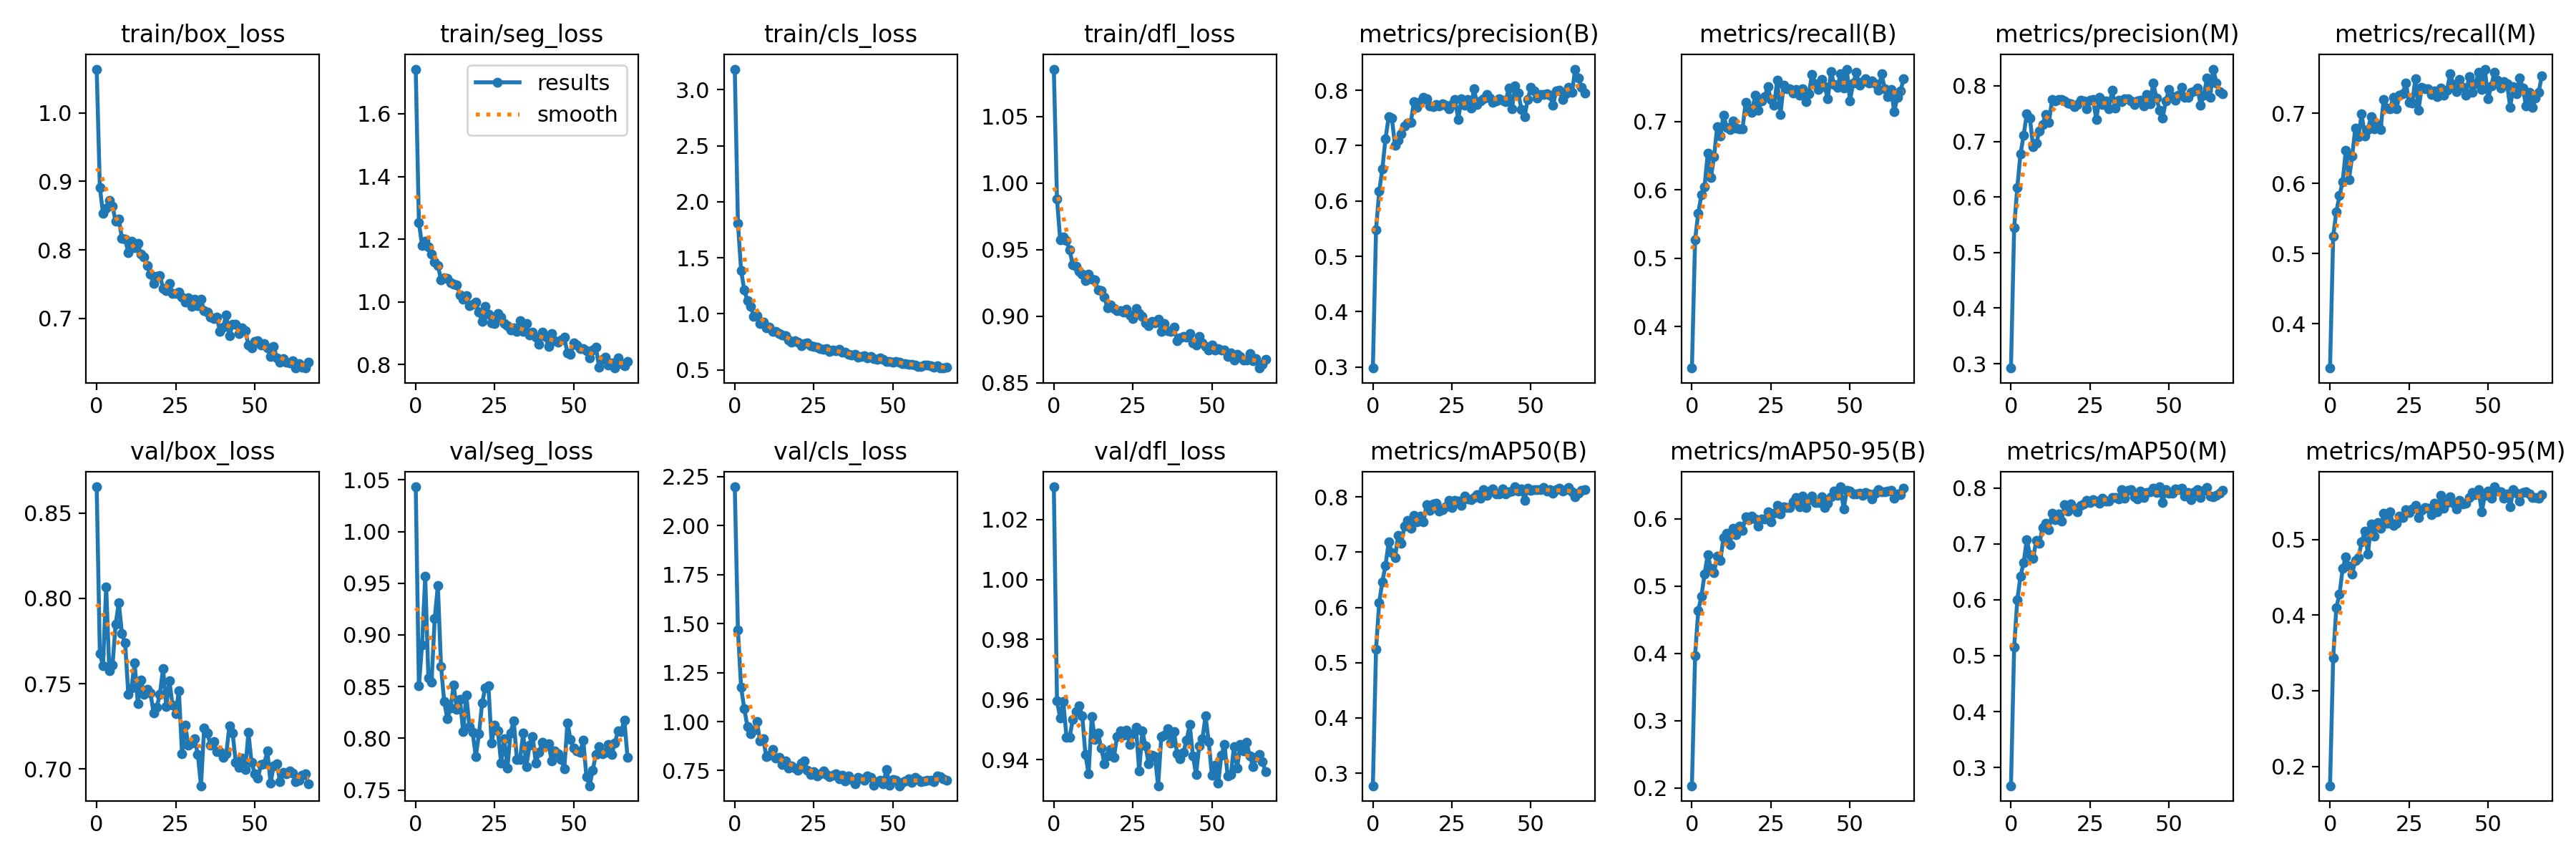 train/box_loss
1.0
0.9
0.8
0.7
0 25 50
train/seg_loss
results
smooth
1.6
1.4
1.2
1.0
0.8
0 25 50
train/cls_loss
3.0
2.5
2.0
1.5
1.0
0.5
0 25 50
train/dfl_loss
1.05
1.00
0.95
0.90
0.85
0 25 50
metrics/precision(B)
0.8
0.7
0.6
0.5
0.4
0.3
0 25 50
metrics/recall(B)
0.7
0.6
0.5
0.4
0 25 50
metrics/precision(M)
0.8
0.7
0.6
0.5
0.4
0.3
0 25 50
metrics/recall(M)
0.7
0.6
0.5
0.4
0 25 50
val/box_loss
0.85
0.80
0.75
0.70
0 25 50
val/seg_loss
1.05
1.00
0.95
0.90
0.85
0.80
0.75
0 25 50
val/cls_loss
2.25
2.00
1.75
1.50
1.25
1.00
0.75
0 25 50
val/dfl_loss
1.02
1.00
0.98
0.96
0.94
0 25 50
metrics/mAP50(B)
0.8
0.7
0.6
0.5
0.4
0.3
0 25 50
metrics/mAP50-95(B)
0.6
0.5
0.4
0.3
0.2
0 25 50
metrics/mAP50(M)
0.8
0.7
0.6
0.5
0.4
0.3
0 25 50
metrics/mAP50-95(M)
0.5
0.4
0.3
0.2
0 25 50